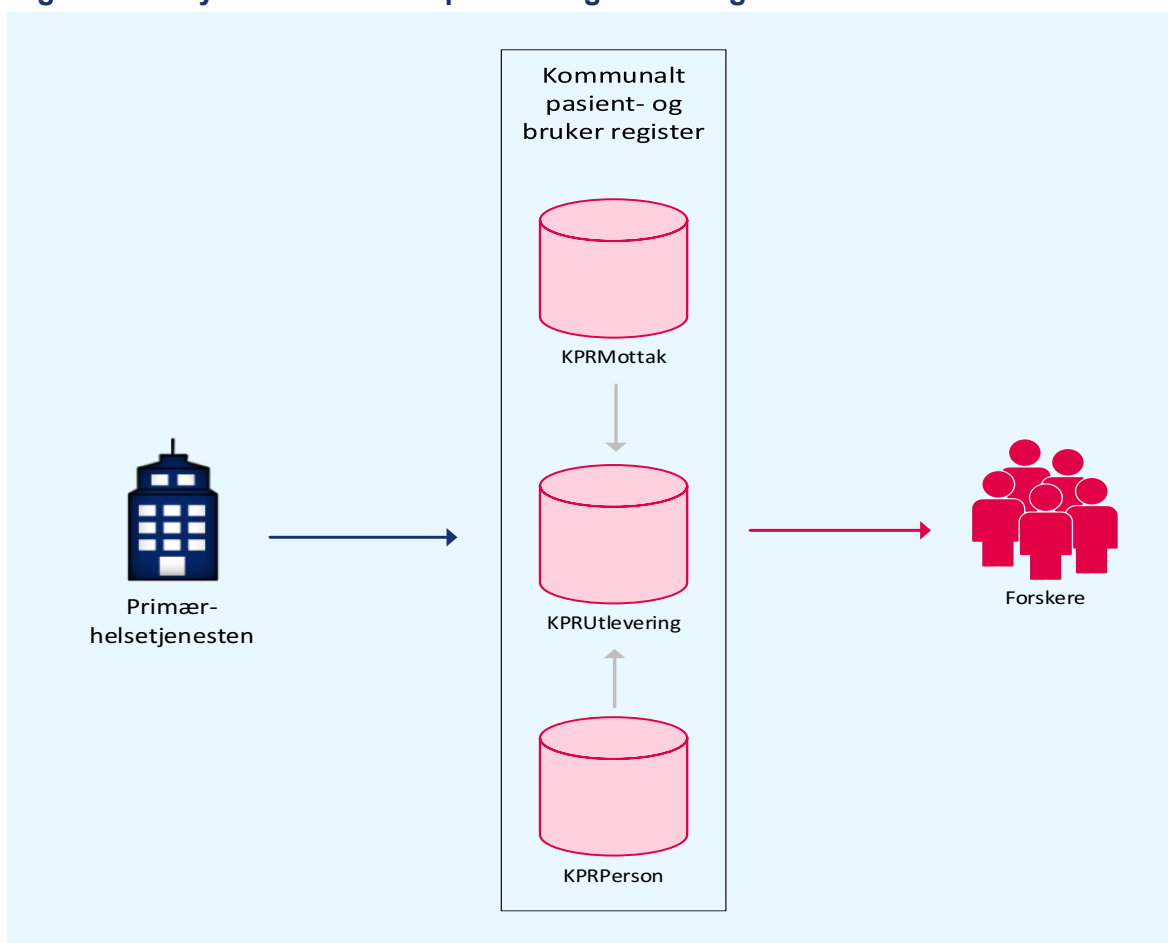 Kommunalt
pasient- og
bruker register
KPRMottak
KPRUtlevering
KPRPerson
Primær-
helsetjenesten
Forskere